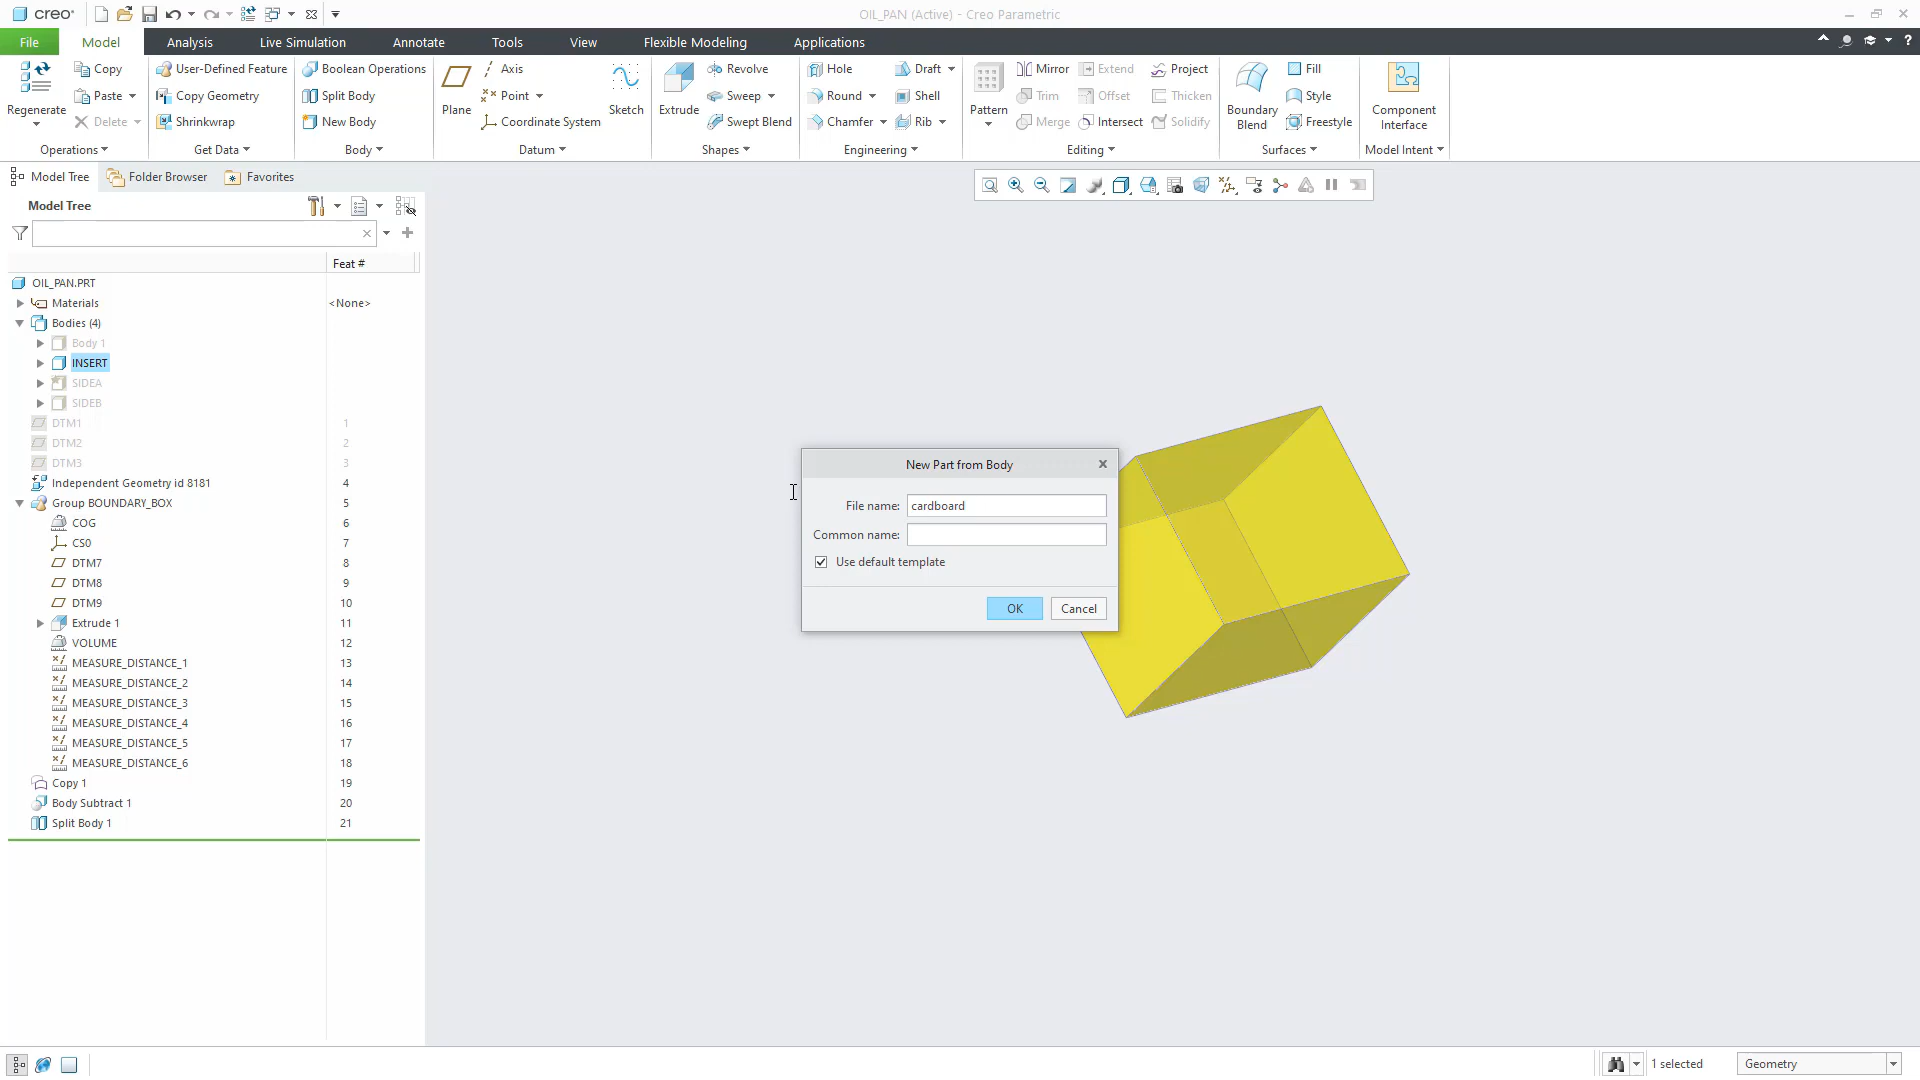 creo
OIL_PAN (Active) - Creo Parametric
File Model Analysis Live Simulation Annotate Tools View Flexible Modeling Applications
Regenerate Copy Paste Delete Operations
User-Defined Feature Copy Geometry Shrinkwrap Get Data
Boolean Operations Split Body New Body Body
Plane Axis Point Coordinate System Sketch Datum
Extrude Revolve Sweep Swept Blend Shapes
Hole Round Chamfer Draft Shell Rib Engineering
Pattern Mirror Trim Merge Extend Offset Intersect Project Thicken Solidify Editing
Boundary Blend Fill Style Freestyle Surfaces
Component Interface Model Intent
Model Tree Folder Browser Favorites
Model Tree
Feat #
OIL_PAN.PRT
Materials <None>
Bodies (4)
Body 1
INSERT
SIDEA
SIDEB
DTM1 1
DTM2 2
DTM3 3
Independent Geometry id 8181 4
Group BOUNDARY_BOX 5
COG 6
CS0 7
DTM7 8
DTM8 9
DTM9 10
Extrude 1 11
VOLUME 12
MEASURE_DISTANCE_1 13
MEASURE_DISTANCE_2 14
MEASURE_DISTANCE_3 15
MEASURE_DISTANCE_4 16
MEASURE_DISTANCE_5 17
MEASURE_DISTANCE_6 18
Copy 1 19
Body Subtract 1 20
Split Body 1 21
New Part from Body
File name: cardboard
Common name:
Use default template
OK Cancel
1 selected Geometry